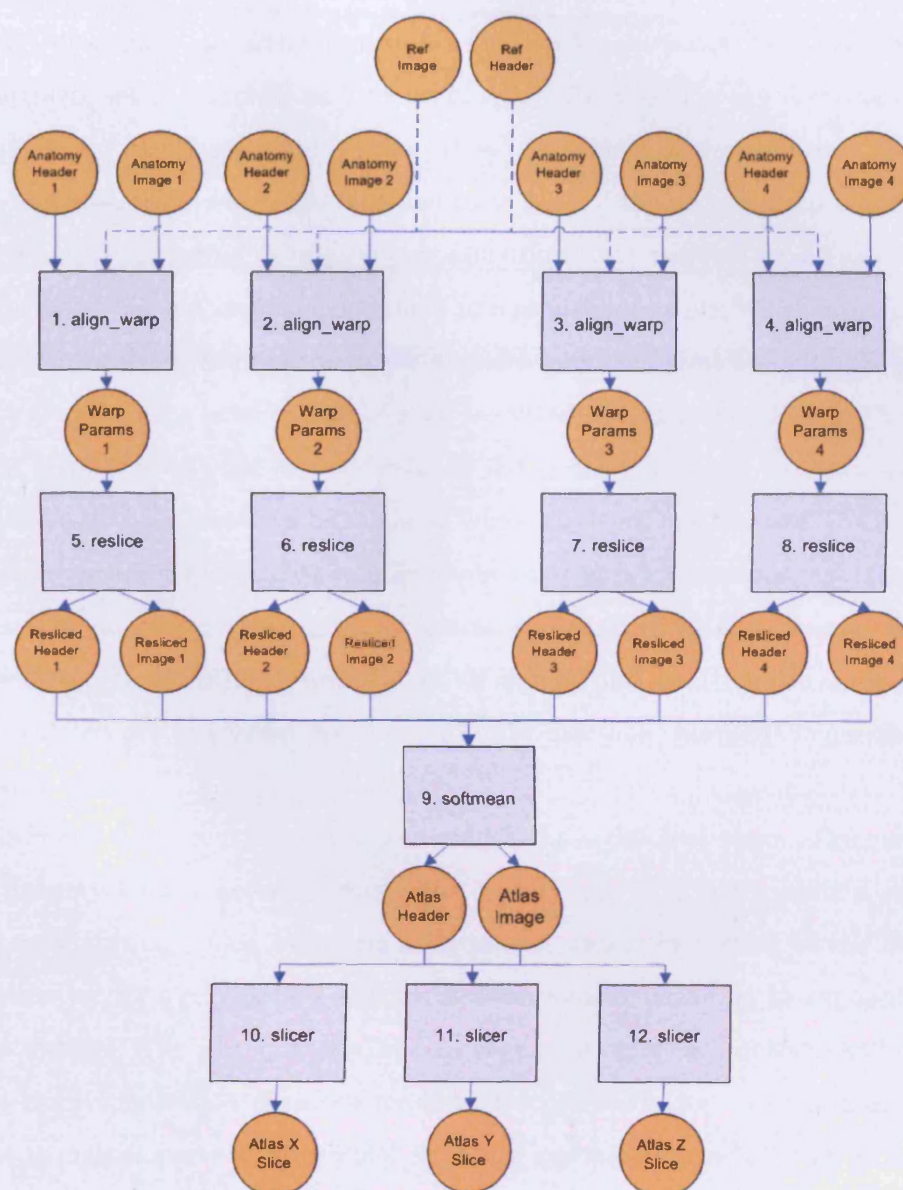 Ref Image
Ref Header
Anatomy Header 1
Anatomy Image 1
Anatomy Header 2
Anatomy Image 2
Anatomy Header 3
Anatomy Image 3
Anatomy Header 4
Anatomy Image 4
1. align_warp
2. align_warp
3. align_warp
4. align_warp
Warp Params 1
Warp Params 2
Warp Params 3
Warp Params 4
5. reslice
6. reslice
7. reslice
8. reslice
Resliced Header 1
Resliced Image 1
Resliced Header 2
Resliced Image 2
Resliced Header 3
Resliced Image 3
Resliced Header 4
Resliced Image 4
9. softmean
Atlas Header
Atlas Image
10. slicer
11. slicer
12. slicer
Atlas X Slice
Atlas Y Slice
Atlas Z Slice